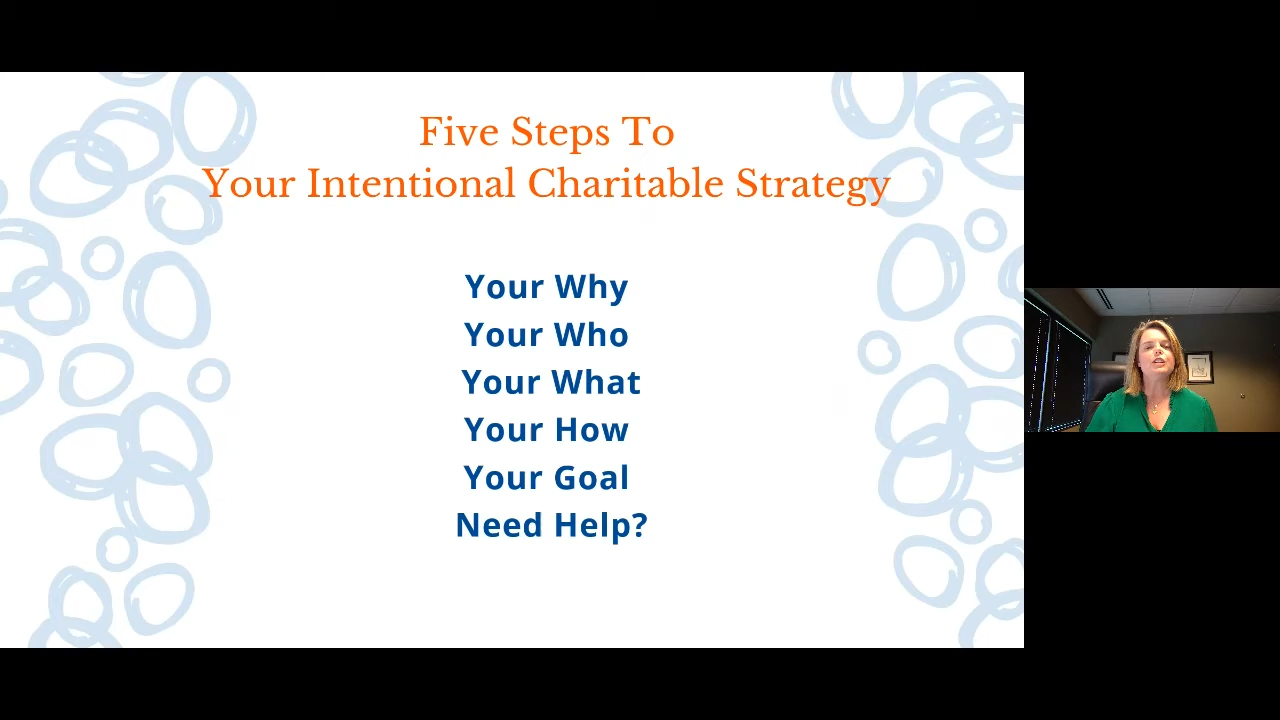 Five Steps To
Your Intentional Charitable Strategy
Your Why
Your Who
Your What
Your How
Your Goal
Need Help?